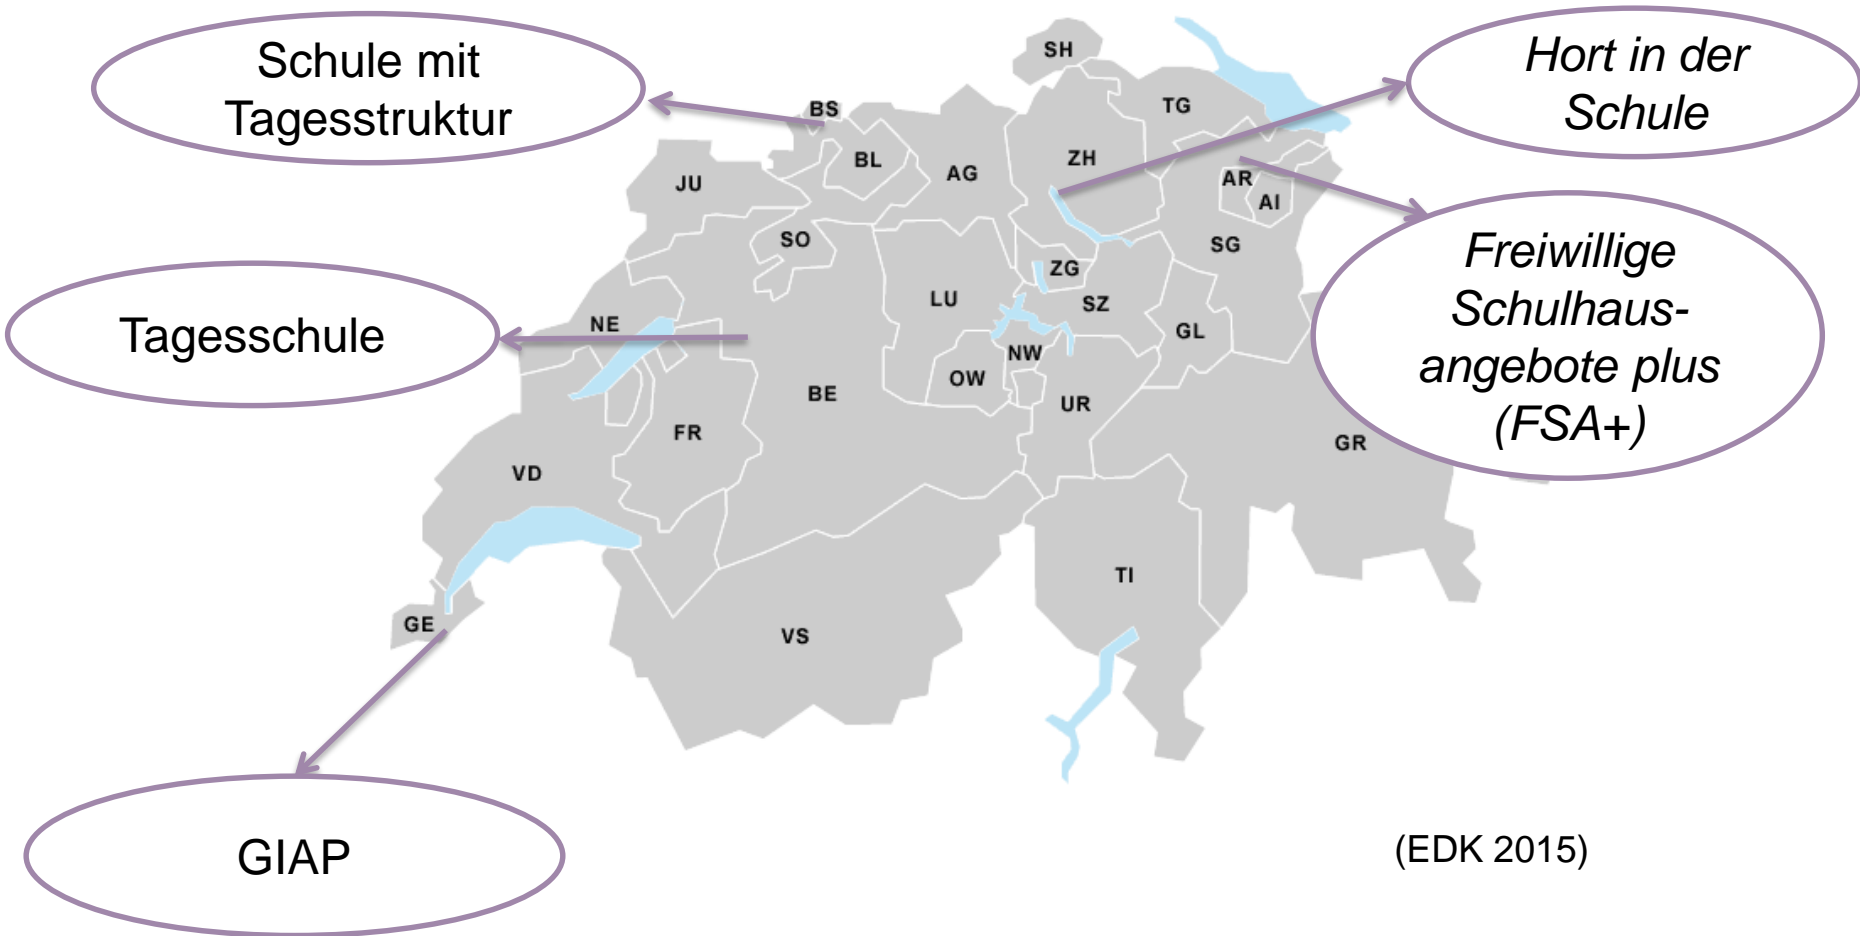 Schule mit
Tagesstruktur
SH
Hort in der
Schule
BS
TG
BL
AG
ZH
JU
AR
AI
SO
SG
Freiwillige
Schulhaus-
angebote plus
(FSA+)
ZG
LU
SZ
Tagesschule
NE
GL
NW
OW
BE
UR
FR
GR
VD
TI
GE
VS
GIAP
(EDK 2015)